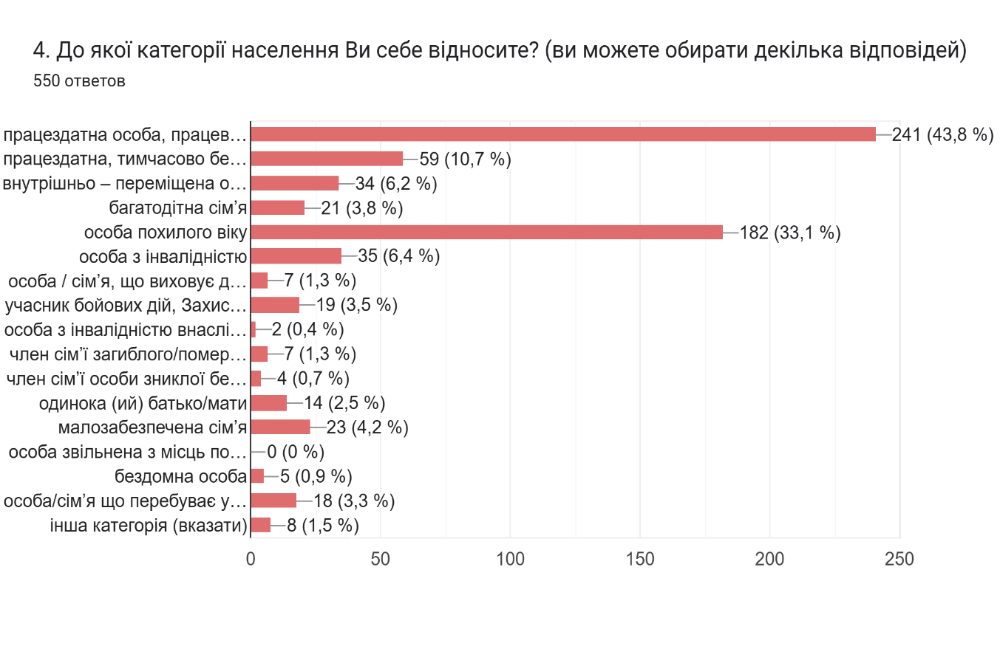 4. До якої категорії населення Ви себе відносите? (ви можете обирати декілька відповідей)
550 ответов
працездатна особа, працев… 241 (43,8 %)
працездатна, тимчасово бе… 59 (10,7 %)
внутрішньо – переміщена о… 34 (6,2 %)
багатодітна сім’я 21 (3,8 %)
особа похилого віку 182 (33,1 %)
особа з інвалідністю 35 (6,4 %)
особа / сім’я, що виховує д… 7 (1,3 %)
учасник бойових дій, Захис… 19 (3,5 %)
особа з інвалідністю внаслі… 2 (0,4 %)
член сім’ї загиблого/помер… 7 (1,3 %)
член сім’ї особи зниклої бе… 4 (0,7 %)
одинока (ий) батько/мати 14 (2,5 %)
малозабезпечена сім’я 23 (4,2 %)
особа звільнена з місць по… 0 (0 %)
бездомна особа 5 (0,9 %)
особа/сім’я що перебуває у… 18 (3,3 %)
інша категорія (вказати) 8 (1,5 %)
0 50 100 150 200 250